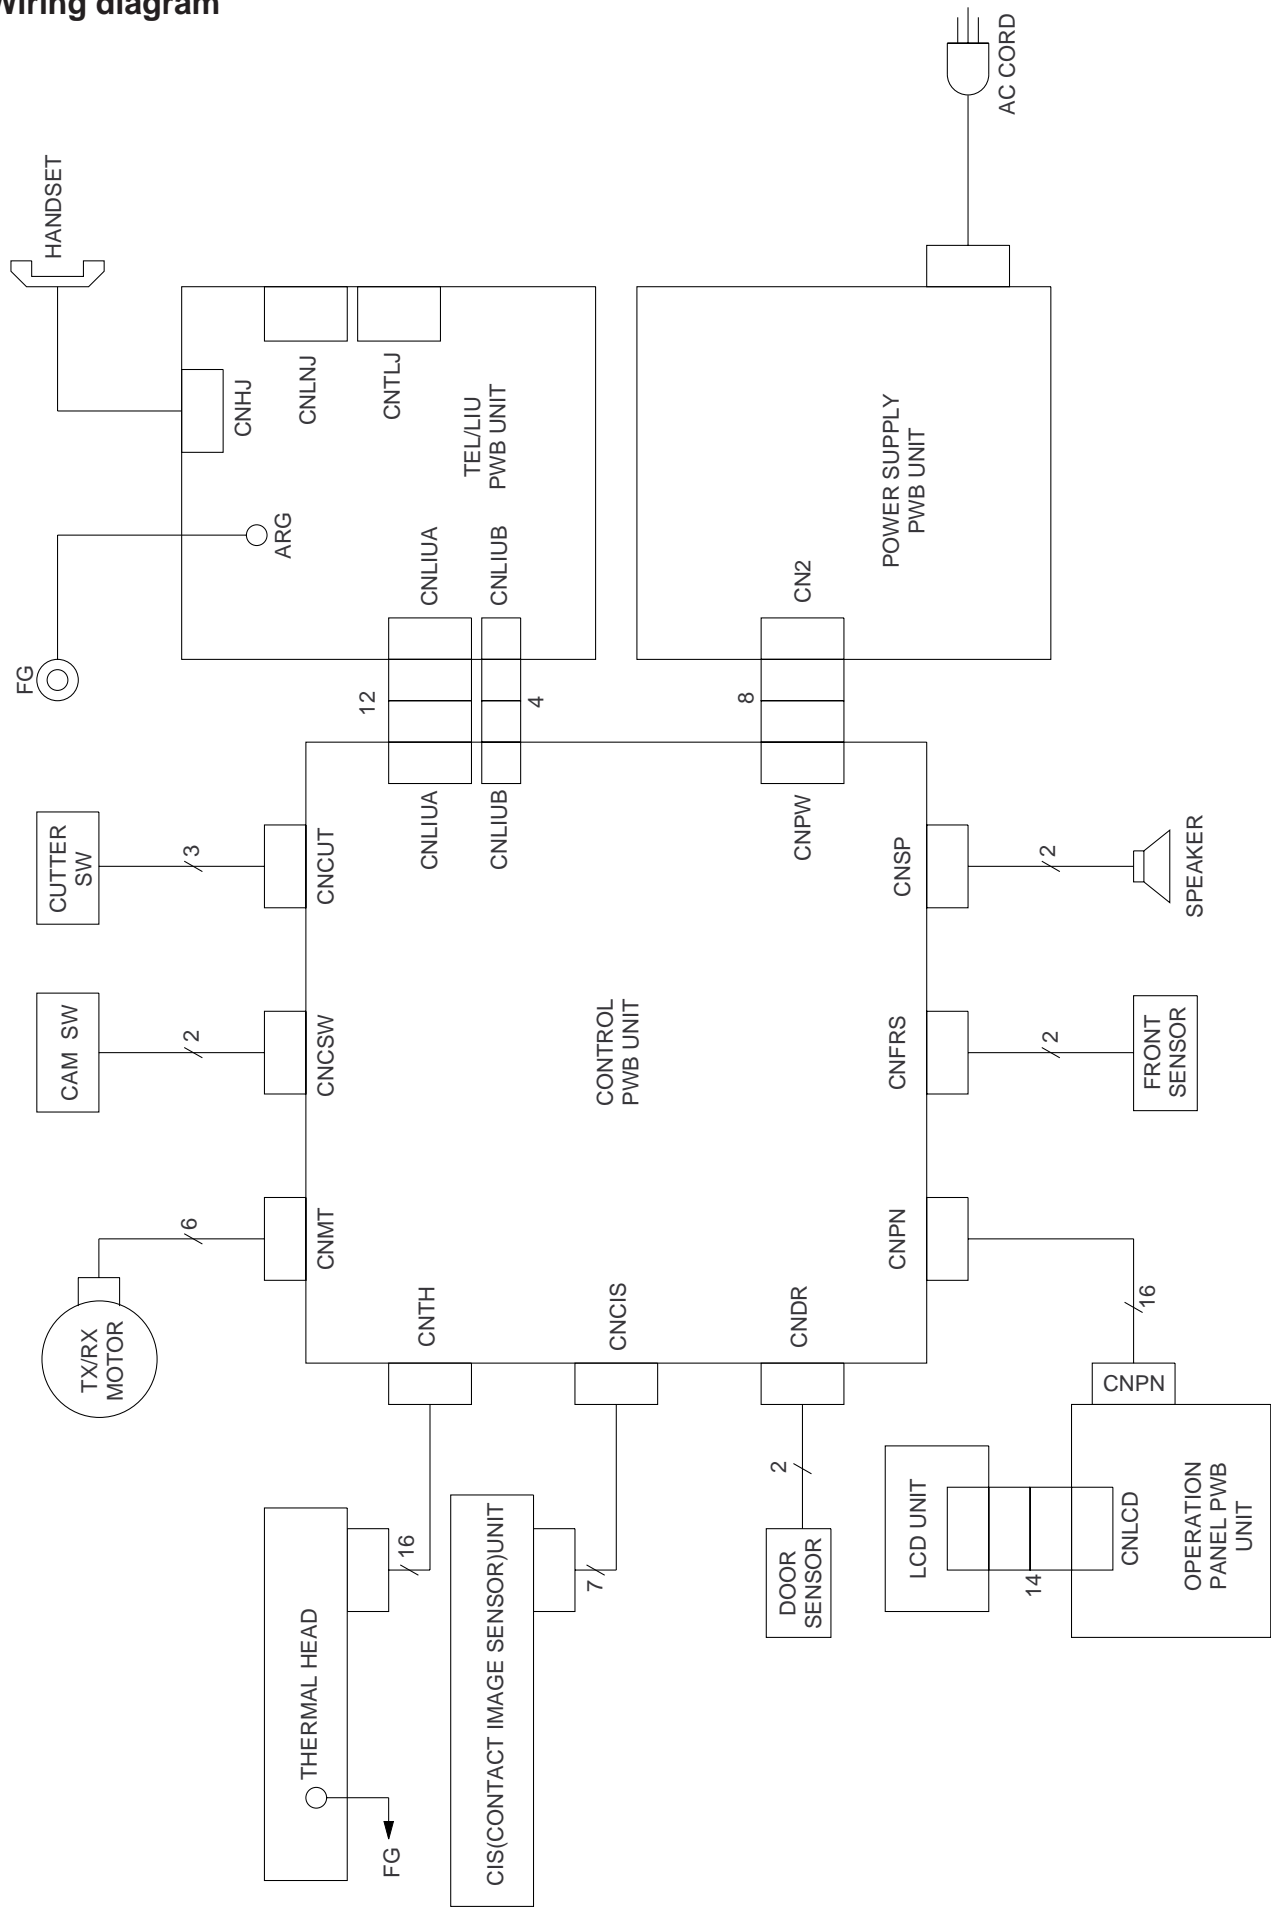 Wiring diagram
HANDSET
FG
CNHJ
CNLNJ
CNTLJ
ARG
TEL/LIU
PWB UNIT
CNLIUA
CNLIUB
12
4
CNLIUA
CNLIUB
AC CORD
POWER SUPPLY
PWB UNIT
CN2
8
CNPW
CUTTER
SW
3
CNCUT
CAM SW
2
CNCSW
TX/RX
MOTOR
6
CNMT
CONTROL
PWB UNIT
CNSP
2
SPEAKER
CNFRS
2
FRONT
SENSOR
CNPN
16
CNPN
CNTH
16
THERMAL HEAD
FG
CNCIS
7
CIS(CONTACT IMAGE SENSOR)UNIT
CNDR
2
DOOR
SENSOR
LCD UNIT
14
CNLCD
OPERATION
PANEL PWB
UNIT